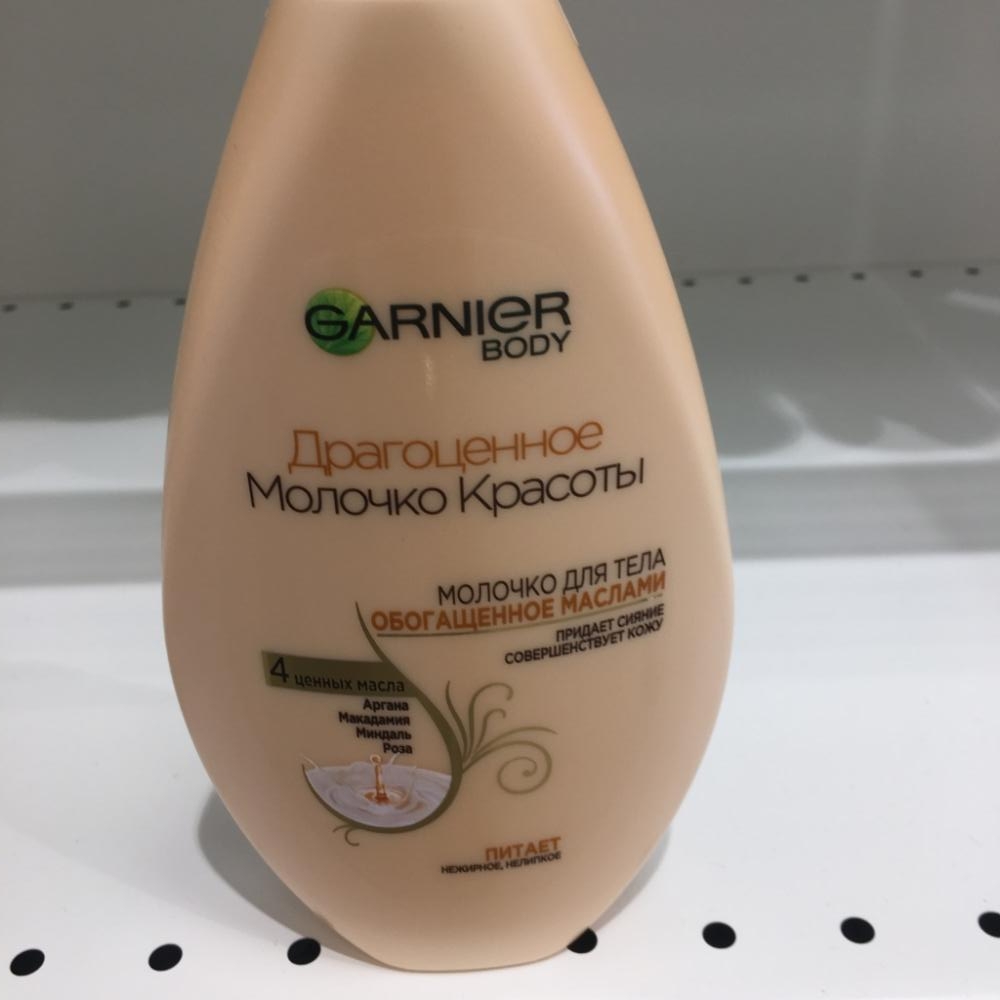 GARNIER
BODY
Драгоценное
Молочко Красоты
МОЛОЧКО ДЛЯ ТЕЛА
ОБОГАЩЕННОЕ МАСЛАМИ
ПРИДАЕТ СИЯНИЕ
СОВЕРШЕНСТВУЕТ КОЖУ
4 ценных масла
Аргана
Макадамия
Миндаль
Роза
ПИТАЕТ
НЕЖИРНОЕ, НЕЛИПКОЕ